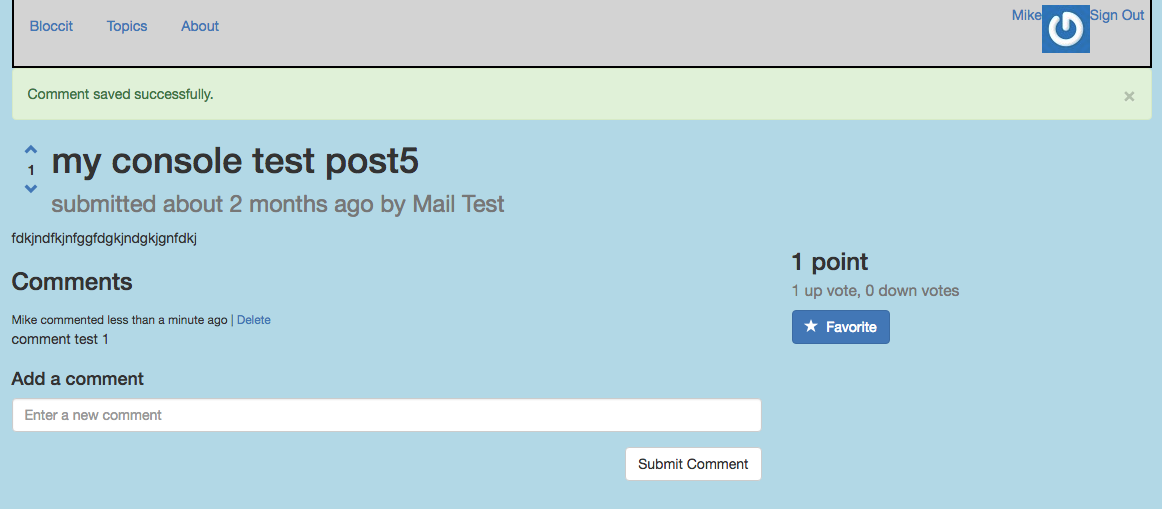 Bloccit Topics About Mike Sign Out
Comment saved successfully. ×
1
my console test post5
submitted about 2 months ago by Mail Test
fdkjndfkjnfggfdgkjndgkjgnfdkj
Comments
Mike commented less than a minute ago | Delete
comment test 1
Add a comment
Enter a new comment
Submit Comment
1 point
1 up vote, 0 down votes
Favorite